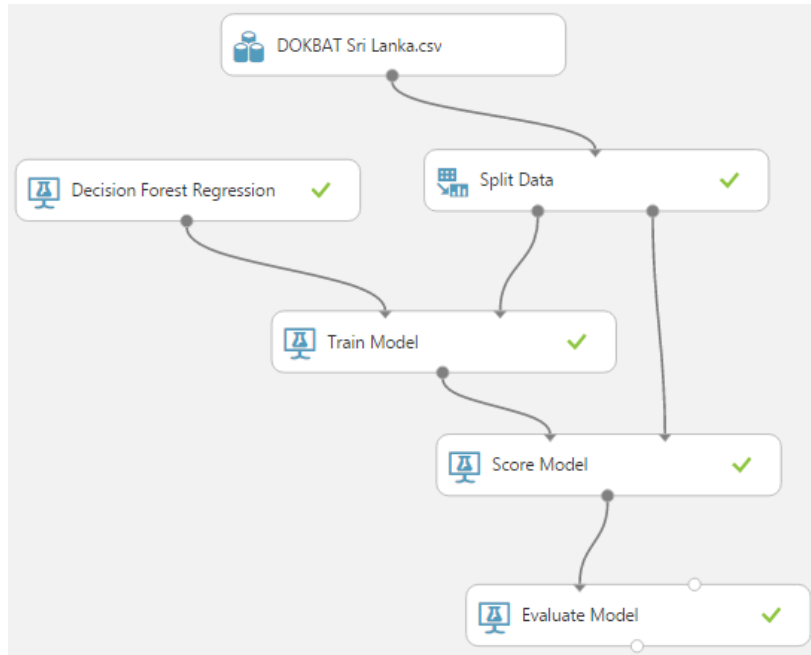 DOKBAT Sri Lanka.csv
Decision Forest Regression
Split Data
Train Model
Score Model
Evaluate Model